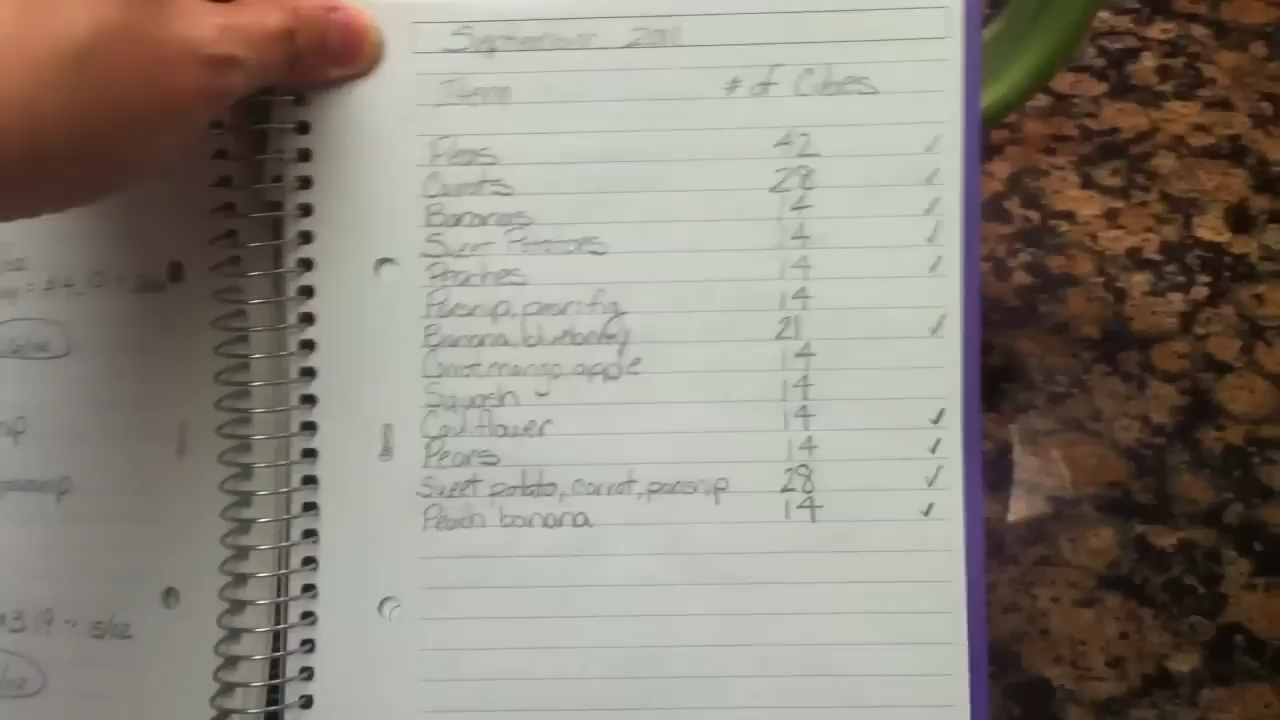 September 2011
Item # of Cubes
Peas 42 ✓
Carrots 28 ✓
Bananas 14 ✓
Sweet Potatoes 14 ✓
Peaches 14 ✓
Parsnip, pear, fig 14
Banana blueberry 21 ✓
Carrot mango apple 14
Squash 14
Cauliflower 14 ✓
Pears 14 ✓
Sweet potato, carrot, parsnip 28 ✓
Peach banana 14 ✓